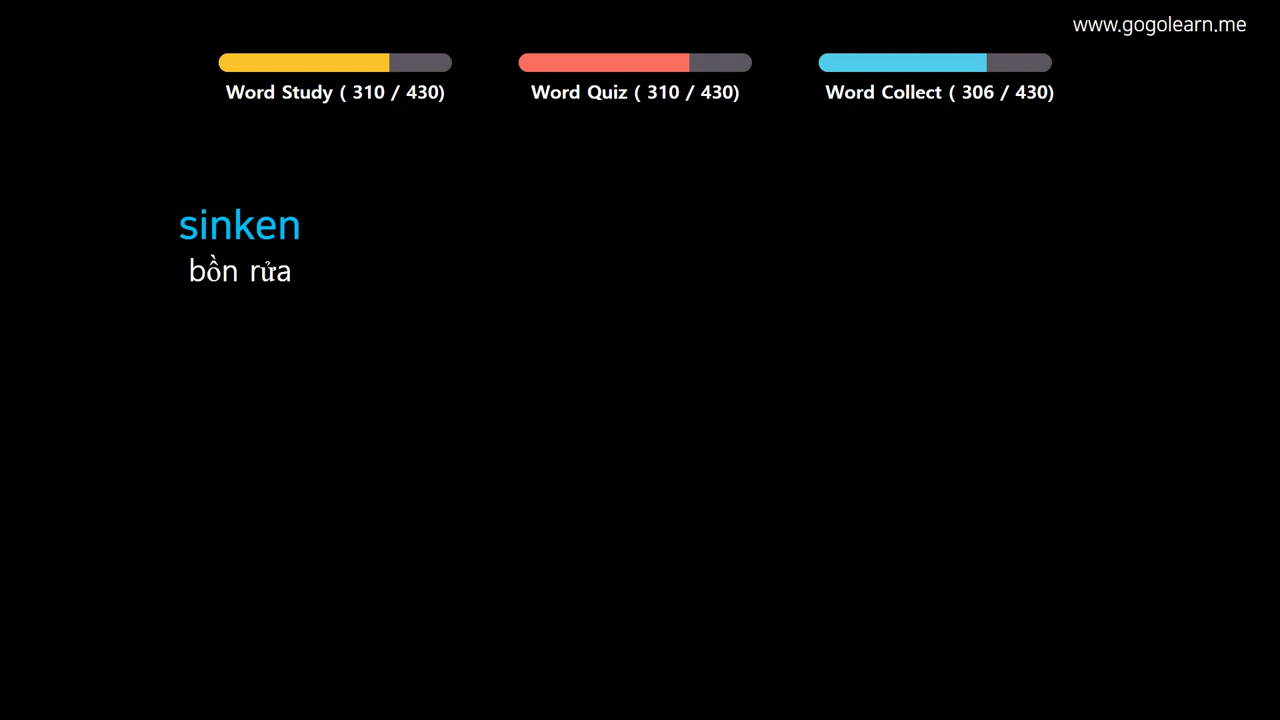 www.gogolearn.me
Word Study ( 310 / 430)
Word Quiz ( 310 / 430)
Word Collect ( 306 / 430)
sinken
bồn rửa